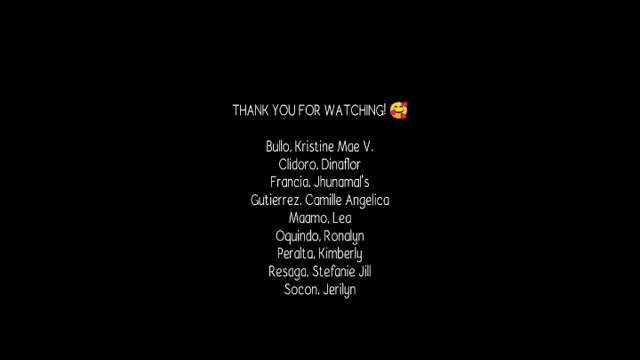 THANK YOU FOR WATCHING! 🥰
Bullo, Kristine Mae V.
Clidoro, Dinaflor
Francia, Jhunamal's
Gutierrez, Camille Angelica
Maamo, Lea
Oquindo, Ronalyn
Peralta, Kimberly
Resaga, Stefanie Jill
Socon, Jerilyn